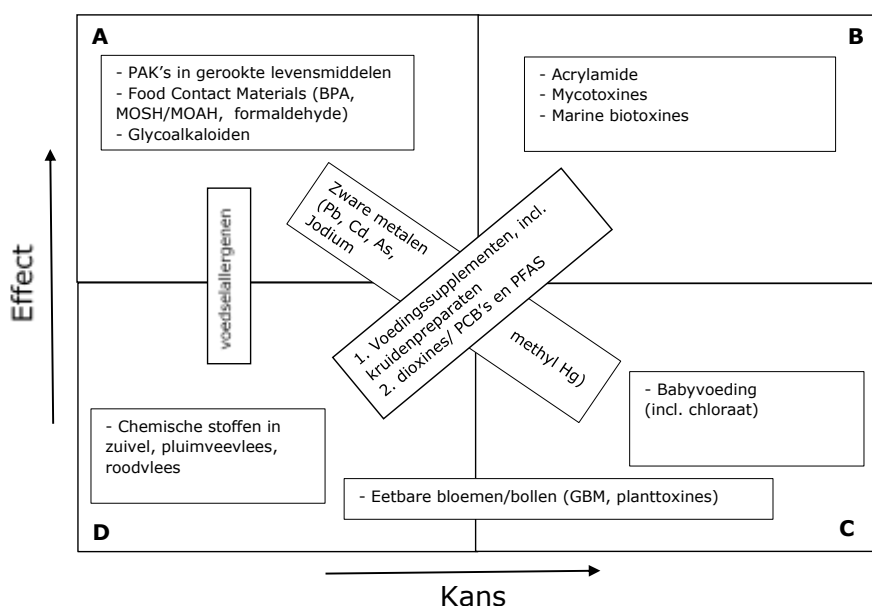 A
B
- PAK's in gerookte levensmiddelen
- Food Contact Materials (BPA,
MOSH/MOAH, formaldehyde)
- Glycoalkaloiden
- Acrylamide
- Mycotoxines
- Marine biotoxines
Effect
voedselallergenen
Zware metalen
(Pb, Cd, As,
Jodium
methyl Hg)
1. Voedingssupplementen, incl.
kruidenpreparaten
2. dioxines/ PCB's en PFAS
- Babyvoeding
(incl. chloraat)
- Chemische stoffen in
zuivel, pluimveevlees,
roodvlees
- Eetbare bloemen/bollen (GBM, planttoxines)
D
C
Kans